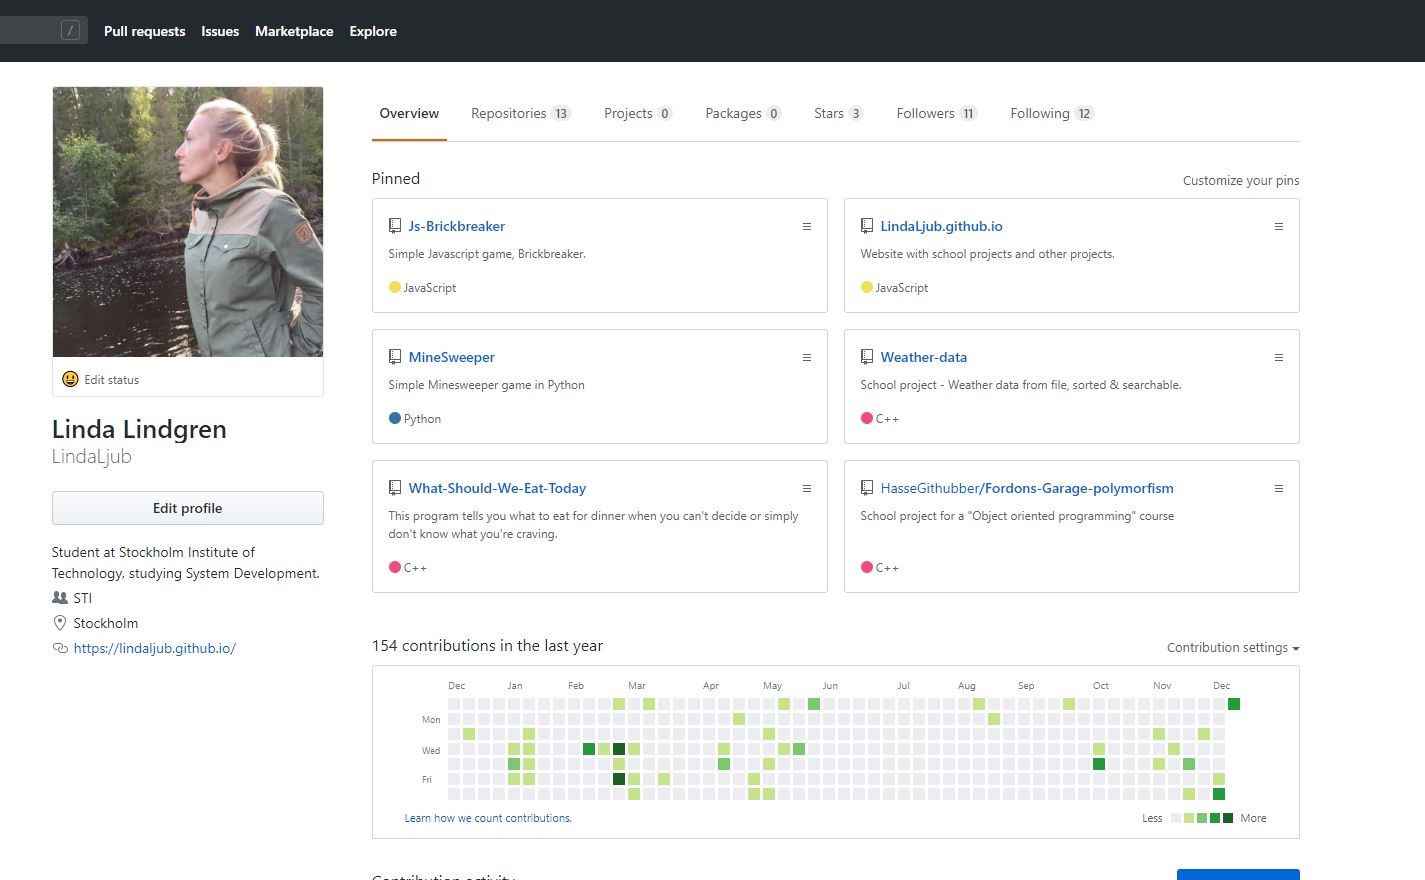 / Pull requests Issues Marketplace Explore
Overview Repositories 13 Projects 0 Packages 0 Stars 3 Followers 11 Following 12
Edit status
Linda Lindgren
LindaLjub
Edit profile
Student at Stockholm Institute of
Technology, studying System Development.
STI
Stockholm
https://lindaljub.github.io/
Pinned
Customize your pins
Js-Brickbreaker
Simple Javascript game, Brickbreaker.
JavaScript
LindaLjub.github.io
Website with school projects and other projects.
JavaScript
MineSweeper
Simple Minesweeper game in Python
Python
Weather-data
School project - Weather data from file, sorted & searchable.
C++
What-Should-We-Eat-Today
This program tells you what to eat for dinner when you can't decide or simply
don't know what you're craving.
C++
HasseGithubber/Fordons-Garage-polymorfism
School project for a "Object oriented programming" course
C++
154 contributions in the last year
Contribution settings
Dec Jan Feb Mar Apr May Jun Jul Aug Sep Oct Nov Dec
Mon
Wed
Fri
Learn how we count contributions.
Less More
Contribution activity